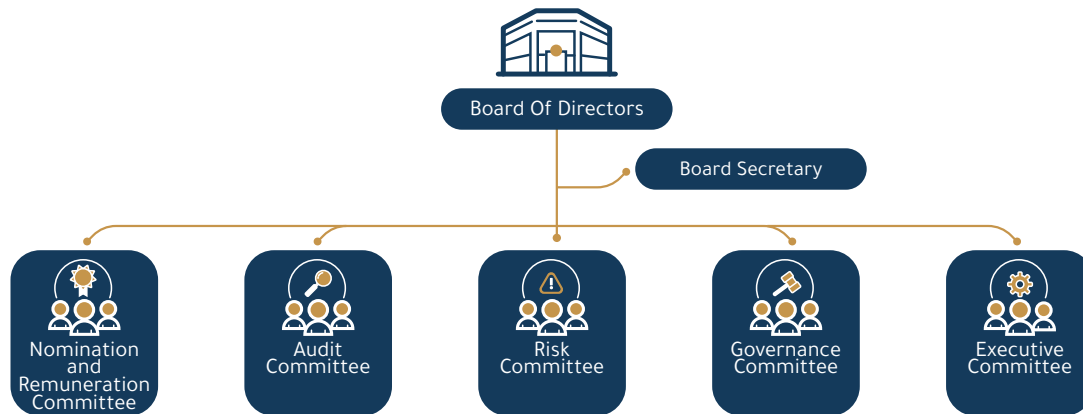 Board Of Directors
Board Secretary
Nomination
and
Remuneration
Committee
Audit
Committee
Risk
Committee
Governance
Committee
Executive
Committee